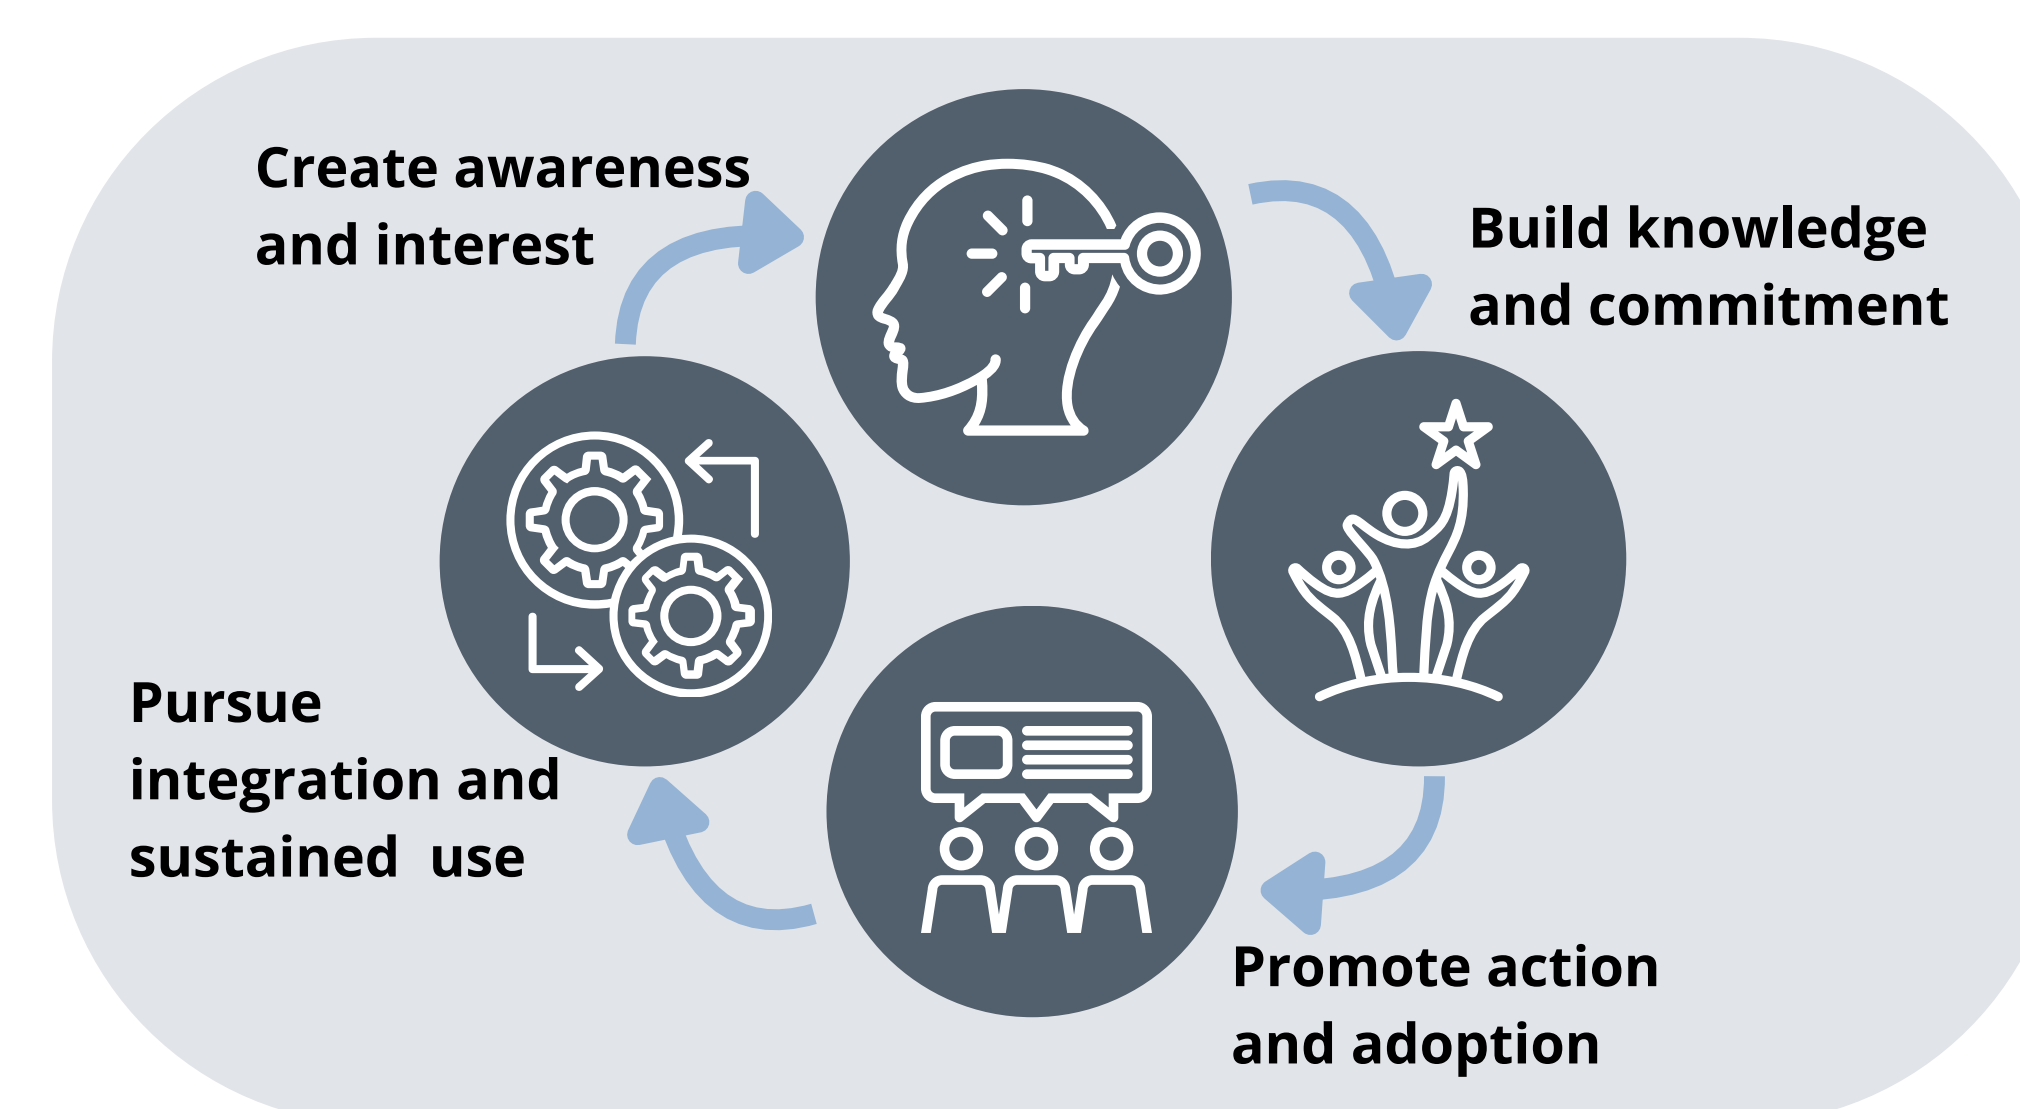 Create awareness
and interest
Build knowledge
and commitment
Promote action
and adoption
Pursue
integration and
sustained  use